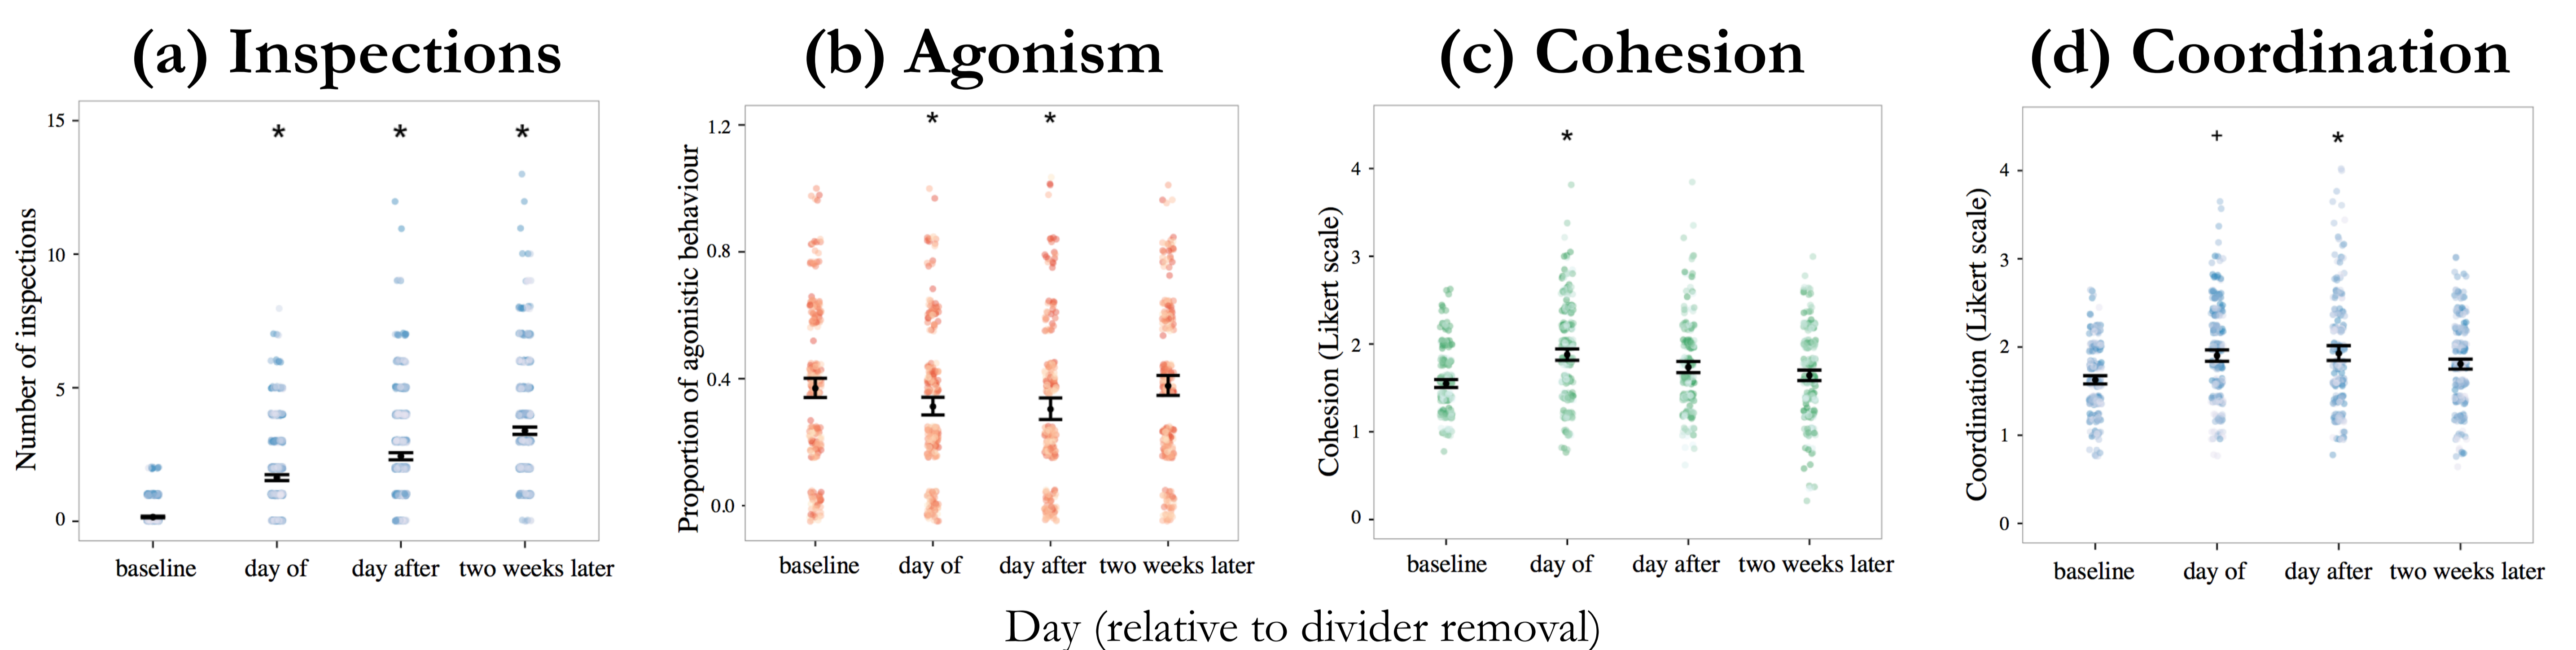 (a) Inspections
Number of inspections
15
10
5
0
* * *
baseline day of day after two weeks later
(b) Agonism
Proportion of agonistic behaviour
1.2
0.8
0.4
0.0
* *
baseline day of day after two weeks later
(c) Cohesion
Cohesion (Likert scale)
4
3
2
1
0
*
baseline day of day after two weeks later
(d) Coordination
Coordination (Likert scale)
4
3
2
1
0
+ *
baseline day of day after two weeks later
Day (relative to divider removal)